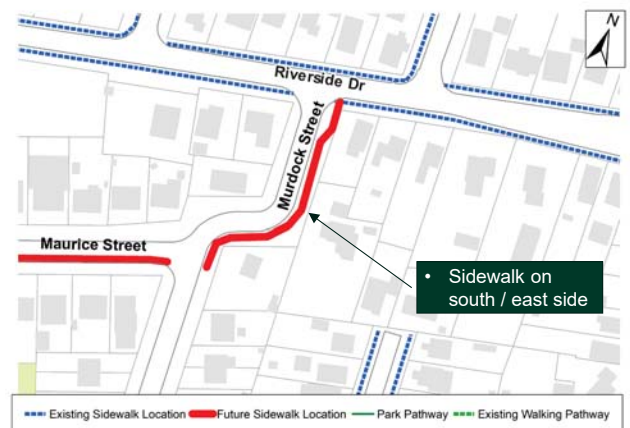 N
Riverside Dr
Murdock Street
Maurice Street
• Sidewalk on
south / east side
Existing Sidewalk Location Future Sidewalk Location Park Pathway Existing Walking Pathway